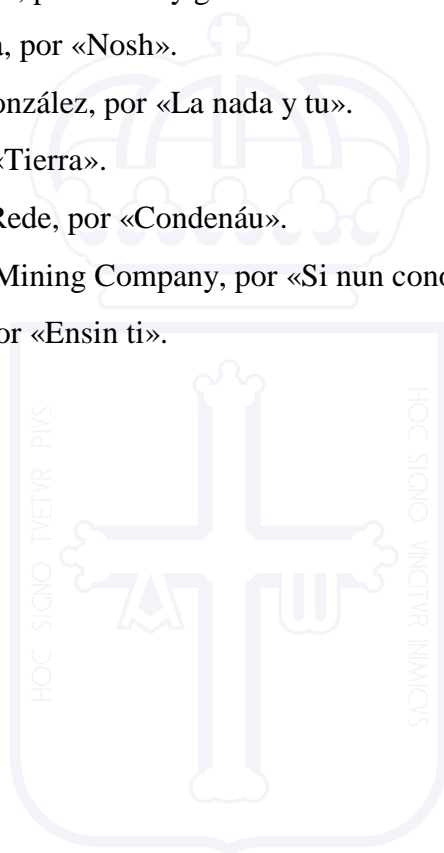 a, por «Nosh».
onzález, por «La nada y tu».
«Tierra».
Rede, por «Condenáu».
Mining Company, por «Si nun
or «Ensin ti».
HOC SIGNO TVETVR PIVS
HOC SIGNO VINCITVR INIMICVS